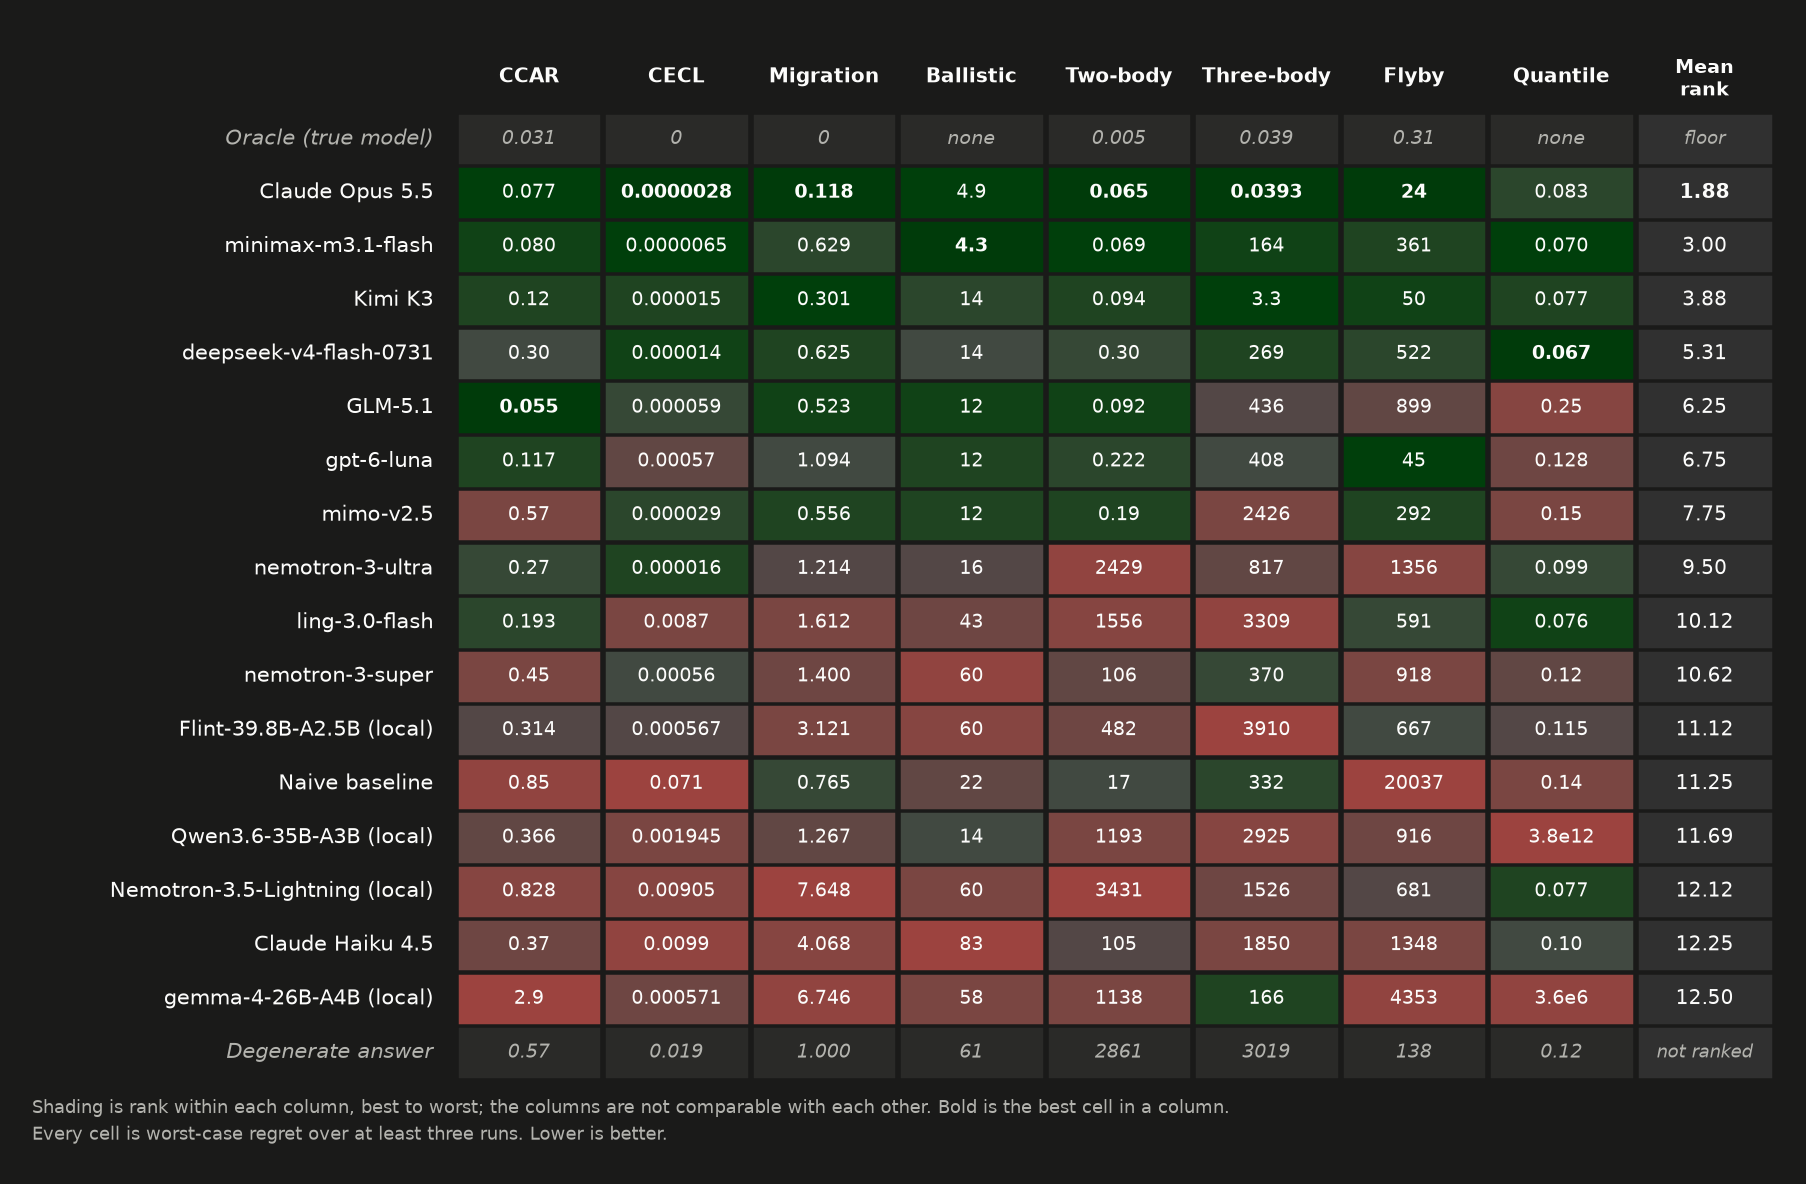 CCAR CECL Migration Ballistic Two-body Three-body Flyby Quantile Mean rank
Oracle (true model) 0.031 0 0 none 0.005 0.039 0.31 none floor
Claude Opus 5.5 0.077 0.0000028 0.118 4.9 0.065 0.0393 24 0.083 1.88
minimax-m3.1-flash 0.080 0.0000065 0.629 4.3 0.069 164 361 0.070 3.00
Kimi K3 0.12 0.000015 0.301 14 0.094 3.3 50 0.077 3.88
deepseek-v4-flash-0731 0.30 0.000014 0.625 14 0.30 269 522 0.067 5.31
GLM-5.1 0.055 0.000059 0.523 12 0.092 436 899 0.25 6.25
gpt-6-luna 0.117 0.00057 1.094 12 0.222 408 45 0.128 6.75
mimo-v2.5 0.57 0.000029 0.556 12 0.19 2426 292 0.15 7.75
nemotron-3-ultra 0.27 0.000016 1.214 16 2429 817 1356 0.099 9.50
ling-3.0-flash 0.193 0.0087 1.612 43 1556 3309 591 0.076 10.12
nemotron-3-super 0.45 0.00056 1.400 60 106 370 918 0.12 10.62
Flint-39.8B-A2.5B (local) 0.314 0.000567 3.121 60 482 3910 667 0.115 11.12
Naive baseline 0.85 0.071 0.765 22 17 332 20037 0.14 11.25
Qwen3.6-35B-A3B (local) 0.366 0.001945 1.267 14 1193 2925 916 3.8e12 11.69
Nemotron-3.5-Lightning (local) 0.828 0.00905 7.648 60 3431 1526 681 0.077 12.12
Claude Haiku 4.5 0.37 0.0099 4.068 83 105 1850 1348 0.10 12.25
gemma-4-26B-A4B (local) 2.9 0.000571 6.746 58 1138 166 4353 3.6e6 12.50
Degenerate answer 0.57 0.019 1.000 61 2861 3019 138 0.12 not ranked
Shading is rank within each column, best to worst; the columns are not comparable with each other. Bold is the best cell in a column.
Every cell is worst-case regret over at least three runs. Lower is better.